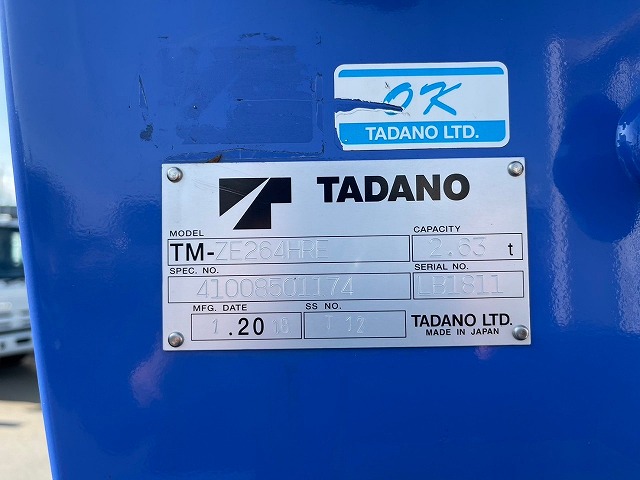 OK
TADANO LTD.
TADANO
MODEL
CAPACITY
TM-ZE264HRE
2.63 t
SPEC. NO.
SERIAL NO.
41008501174
LB1811
MFG. DATE
SS NO.
1.2018
TADANO LTD.
MADE IN JAPAN